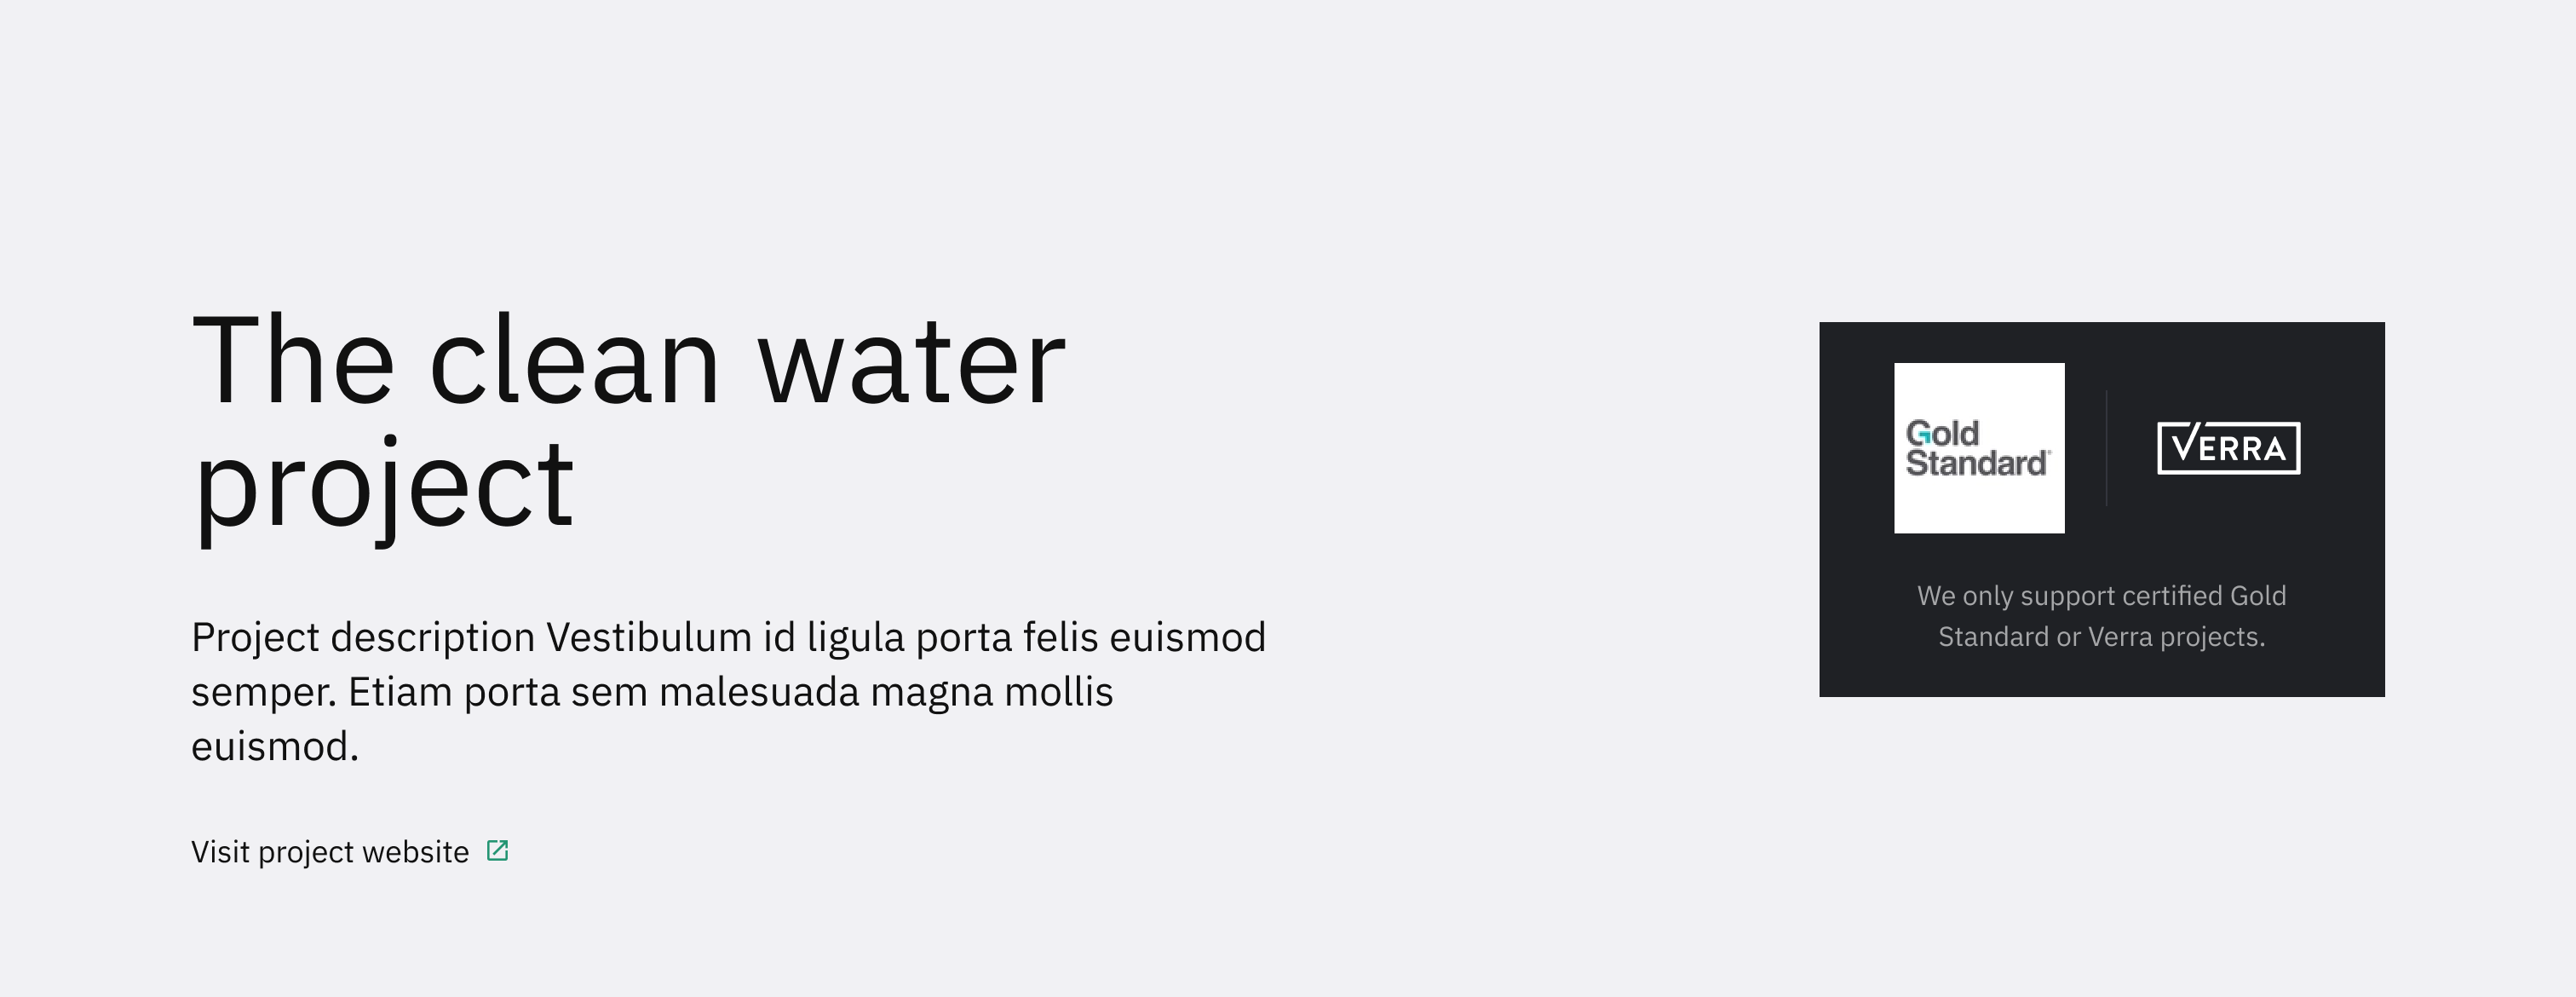 The clean water
project
Project description Vestibulum id ligula porta felis euismod
semper. Etiam porta sem malesuada magna mollis
euismod.
Visit project website
Gold
Standard
VERRA
We only support certified Gold
Standard or Verra projects.